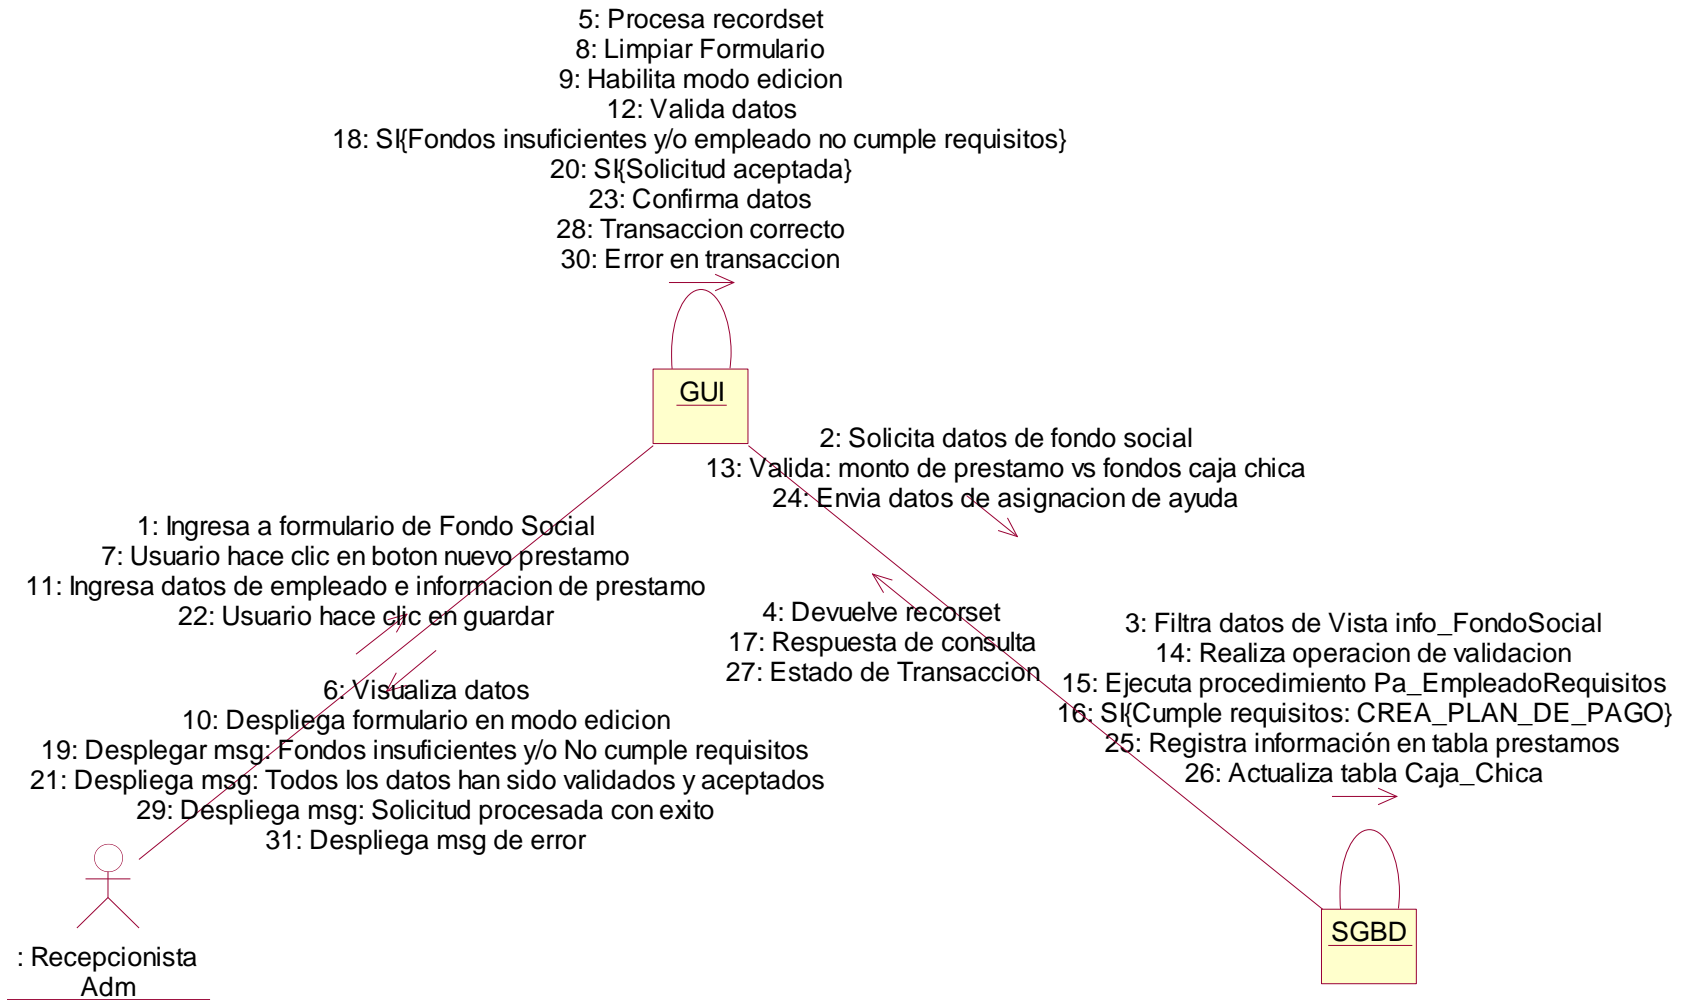 5: Procesa recordset
8: Limpiar Formulario
9: Habilita modo edicion
12: Valida datos
18: SI{Fondos insuficientes y/o empleado no cumple requisitos}
20: SI{Solicitud aceptada}
23: Confirma datos
28: Transaccion correcto
30: Error en transaccion
GUI
2: Solicita datos de fondo social
13: Valida: monto de prestamo vs fondos caja chica
24: Envia datos de asignacion de ayuda
1: Ingresa a formulario de Fondo Social
7: Usuario hace clic en boton nuevo prestamo
11: Ingresa datos de empleado e informacion de prestamo
22: Usuario hace clic en guardar
4: Devuelve recorset
17: Respuesta de consulta
27: Estado de Transaccion
3: Filtra datos de Vista info_FondoSocial
14: Realiza operacion de validacion
15: Ejecuta procedimiento Pa_EmpleadoRequisitos
16: SI{Cumple requisitos: CREA_PLAN_DE_PAGO}
25: Registra información en tabla prestamos
26: Actualiza tabla Caja_Chica
6: Visualiza datos
10: Despliega formulario en modo edicion
19: Desplegar msg: Fondos insuficientes y/o No cumple requisitos
21: Despliega msg: Todos los datos han sido validados y aceptados
29: Despliega msg: Solicitud procesada con exito
31: Despliega msg de error
SGBD
: Recepcionista
Adm